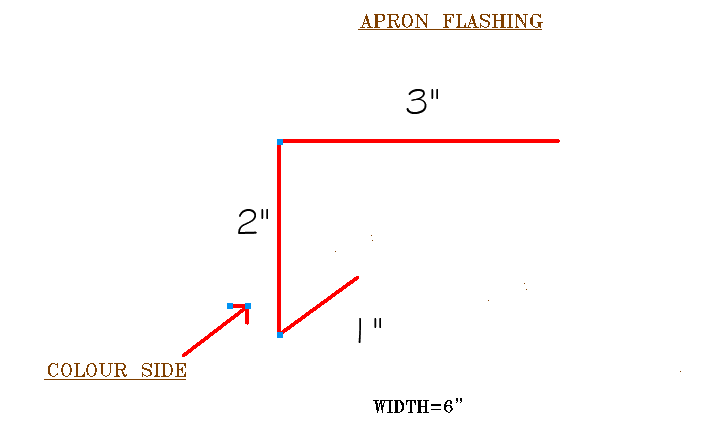 APRON FLASHING
3"
2"
1"
COLOUR SIDE
WIDTH=6"